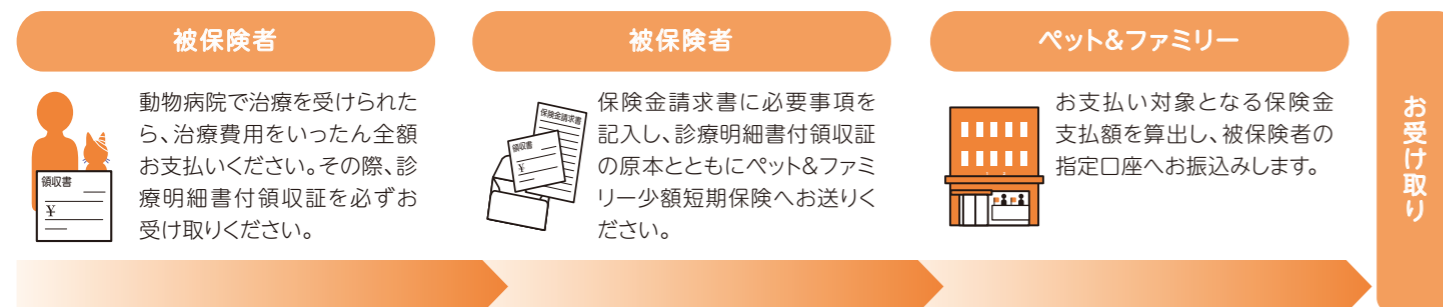 被保険者
動物病院で治療を受けられた
ら、治療費用をいったん全額
お支払いください。その際、診
療明細書付領収証を必ずお
受け取りください。
領収書
¥
被保険者
保険金請求書に必要事項を
記入し、診療明細書付領収証
の原本とともにペット&ファミ
リー少額短期保険へお送りく
ださい。
保険金請求書
領収書
¥
ペット&ファミリー
お支払い対象となる保険金
支払額を算出し、被保険者の
指定口座へお振込みします。
お受け取り